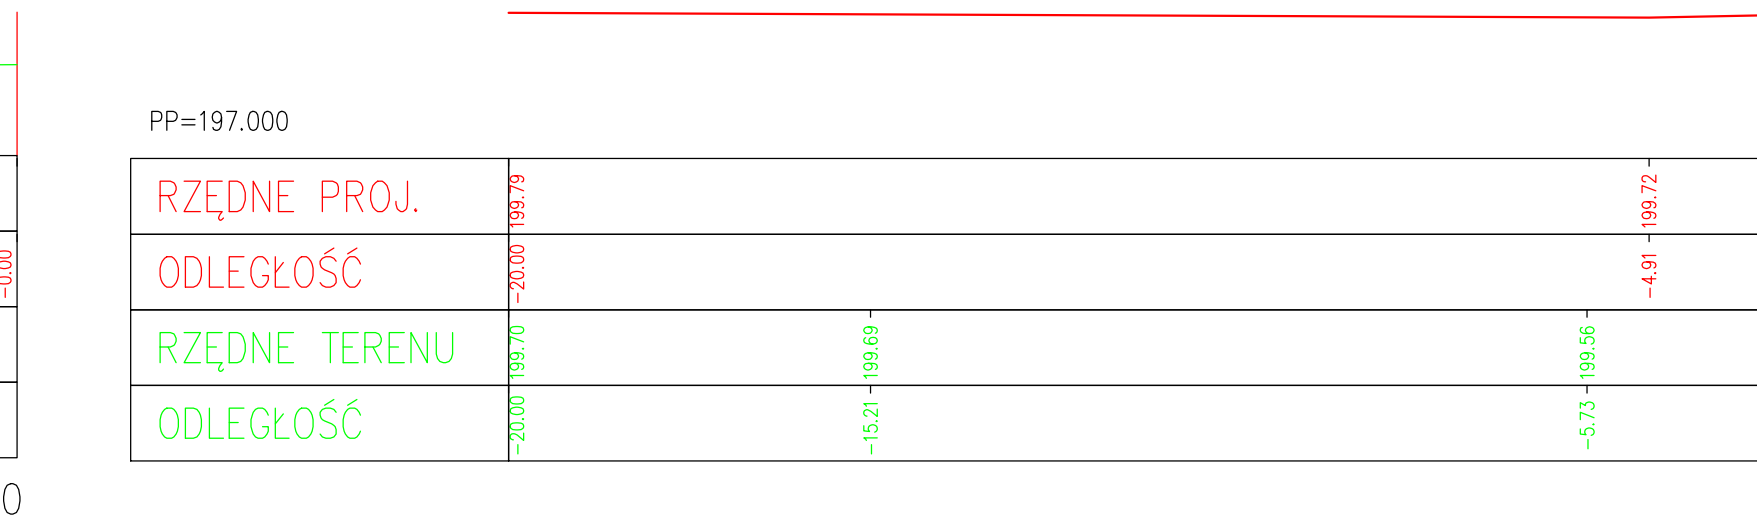 PP=197.000
RZĘDNE PROJ. 199.79 199.72
-0.00
ODLEGŁOŚĆ -20.00 -4.91
RZĘDNE TERENU 199.70 199.69 199.56
ODLEGŁOŚĆ -20.00 -15.21 -5.73
0